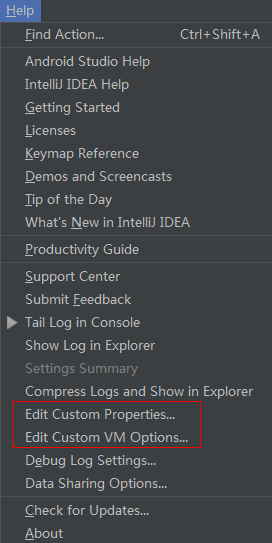 Help
Find Action... Ctrl+Shift+A
Android Studio Help
IntelliJ IDEA Help
Getting Started
Licenses
Keymap Reference
Demos and Screencasts
Tip of the Day
What's New in IntelliJ IDEA
Productivity Guide
Support Center
Submit Feedback
Tail Log in Console
Show Log in Explorer
Settings Summary
Compress Logs and Show in Explorer
Edit Custom Properties...
Edit Custom VM Options...
Debug Log Settings...
Data Sharing Options...
Check for Updates...
About